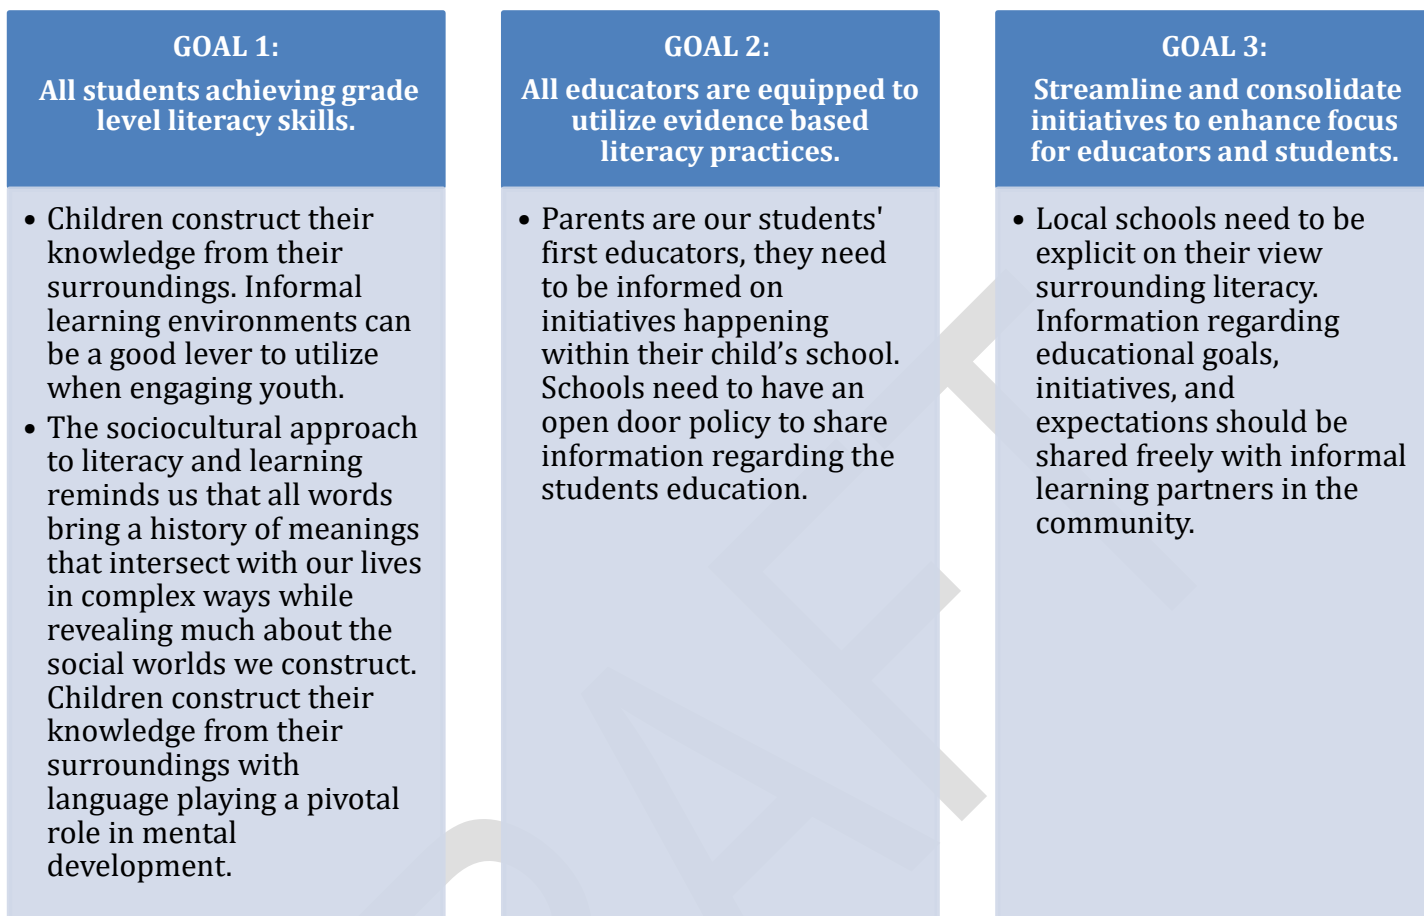 GOAL 1:
All students achieving grade
level literacy skills.
• Children construct their
knowledge from their
surroundings. Informal
learning environments can
be a good lever to utilize
when engaging youth.
• The sociocultural approach
to literacy and learning
reminds us that all words
bring a history of meanings
that intersect with our lives
in complex ways while
revealing much about the
social worlds we construct.
Children construct their
knowledge from their
surroundings with
language playing a pivotal
role in mental
development.
GOAL 2:
All educators are equipped to
utilize evidence based
literacy practices.
• Parents are our students'
first educators, they need
to be informed on
initiatives happening
within their child’s school.
Schools need to have an
open door policy to share
information regarding the
students education.
GOAL 3:
Streamline and consolidate
initiatives to enhance focus
for educators and students.
• Local schools need to be
explicit on their view
surrounding literacy.
Information regarding
educational goals,
initiatives, and
expectations should be
shared freely with informal
learning partners in the
community.